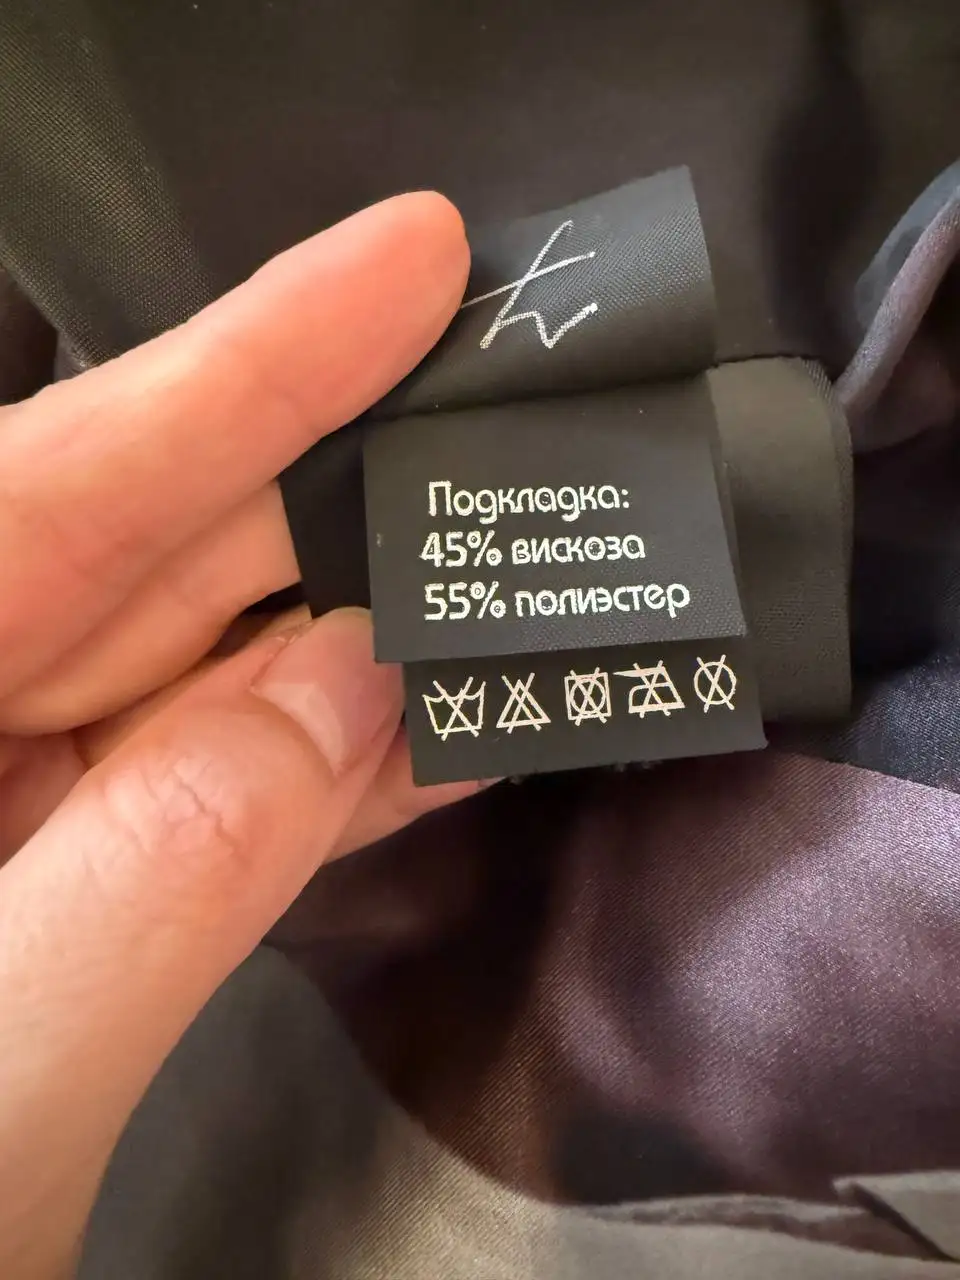 Подкладка:
45% вискоза
55% полиэстер